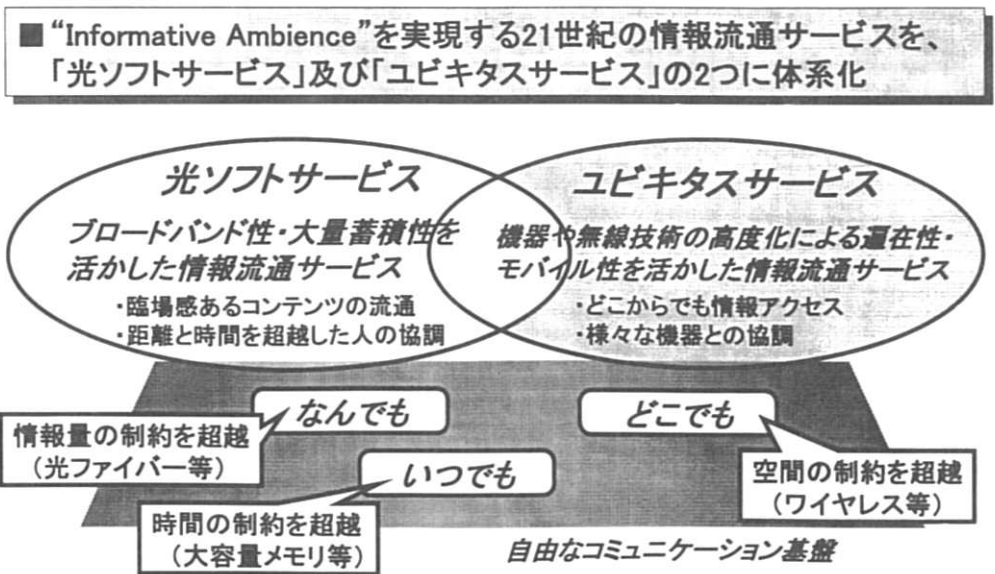 ■“Informative Ambience”を実現する21世紀の情報流通サービスを、
「光ソフトサービス」及び「ユビキタスサービス」の2つに体系化
光ソフトサービス
ブロードバンド性・大量蓄積性を
活かした情報流通サービス
・臨場感あるコンテンツの流通
・距離と時間を超越した人の協調
ユビキタスサービス
機器や無線技術の高度化による遍在性・
モバイル性を活かした情報流通サービス
・どこからでも情報アクセス
・様々な機器との協調
なんでも
どこでも
いつでも
情報量の制約を超越
（光ファイバー等）
時間の制約を超越
（大容量メモリ等）
空間の制約を超越
（ワイヤレス等）
自由なコミュニケーション基盤